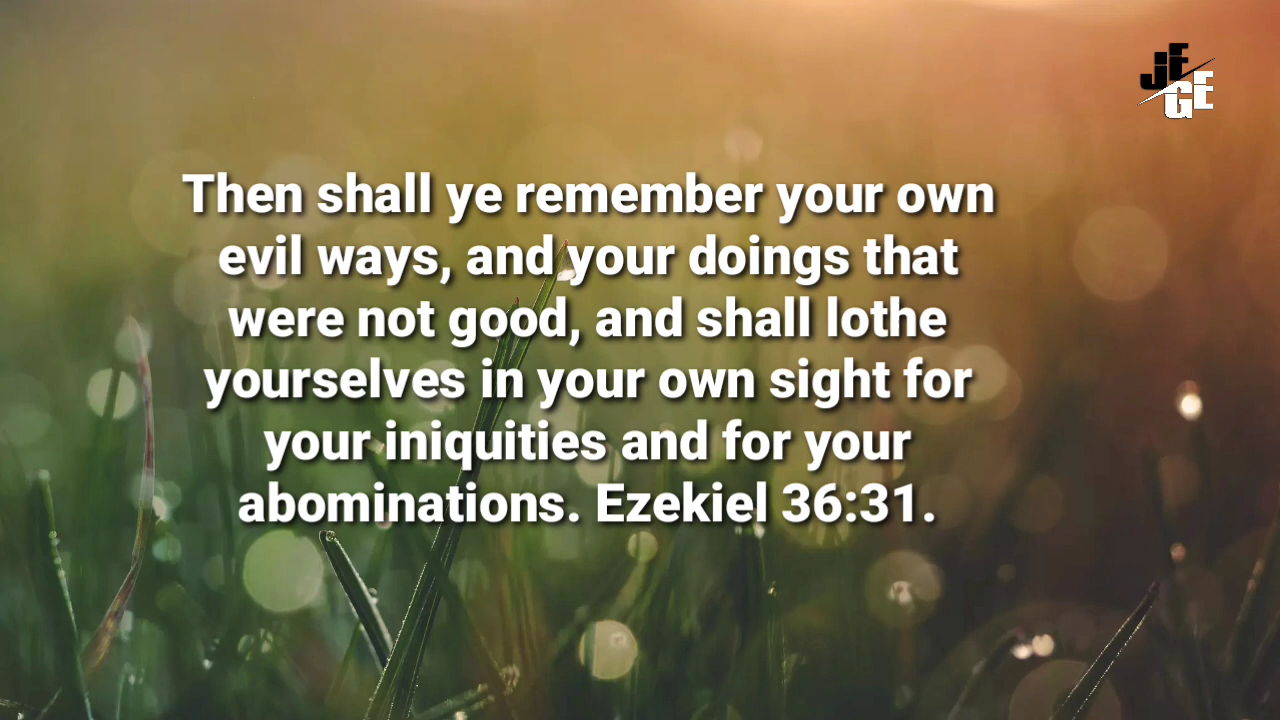 JF
GE
Then shall ye remember your own
evil ways, and your doings that
were not good, and shall lothe
yourselves in your own sight for
your iniquities and for your
abominations. Ezekiel 36:31.